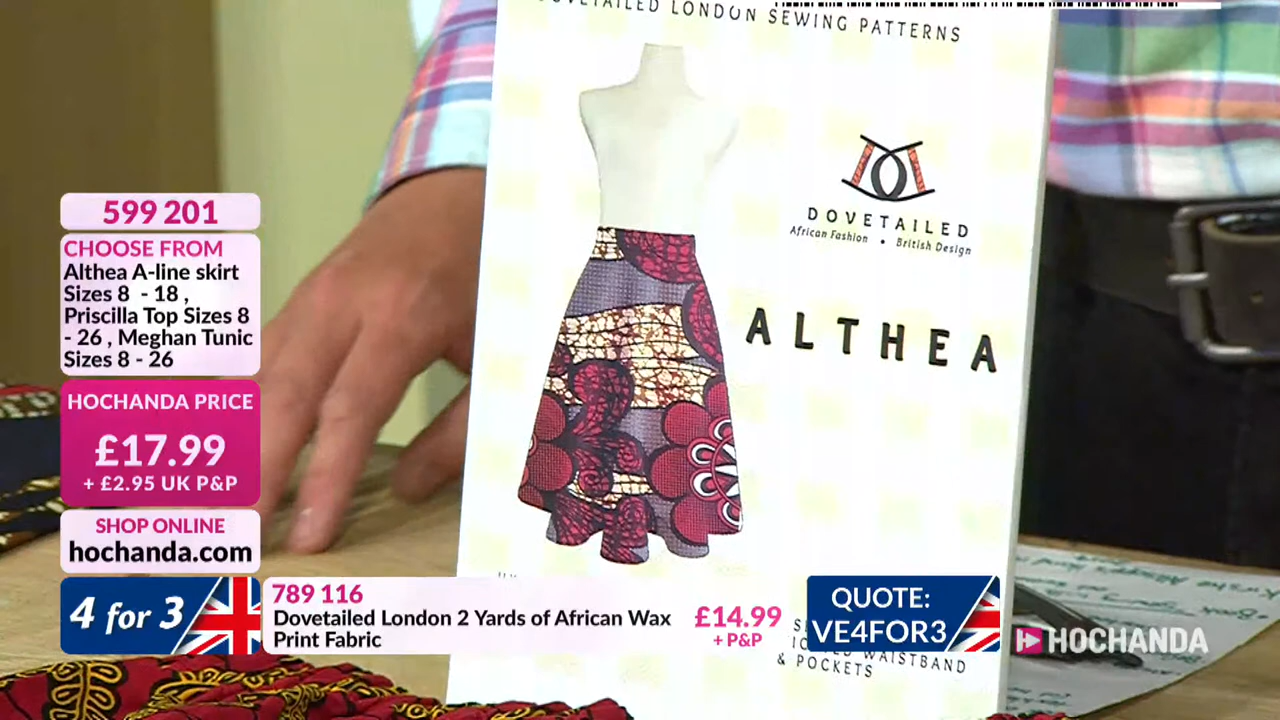 LONDON SEWING PATTERNS
DOVETAILED
African Fashion • British Design
ALTHEA
599 201
CHOOSE FROM
Althea A-line skirt
Sizes 8 - 18 ,
Priscilla Top Sizes 8
- 26 , Meghan Tunic
Sizes 8 - 26
HOCHANDA PRICE
£17.99
+ £2.95 UK P&P
SHOP ONLINE
hochanda.com
4 for 3
789 116
Dovetailed London 2 Yards of African Wax
Print Fabric
£14.99
+ P&P
QUOTE:
VE4FOR3
WAISTBAND
& POCKETS
HOCHANDA